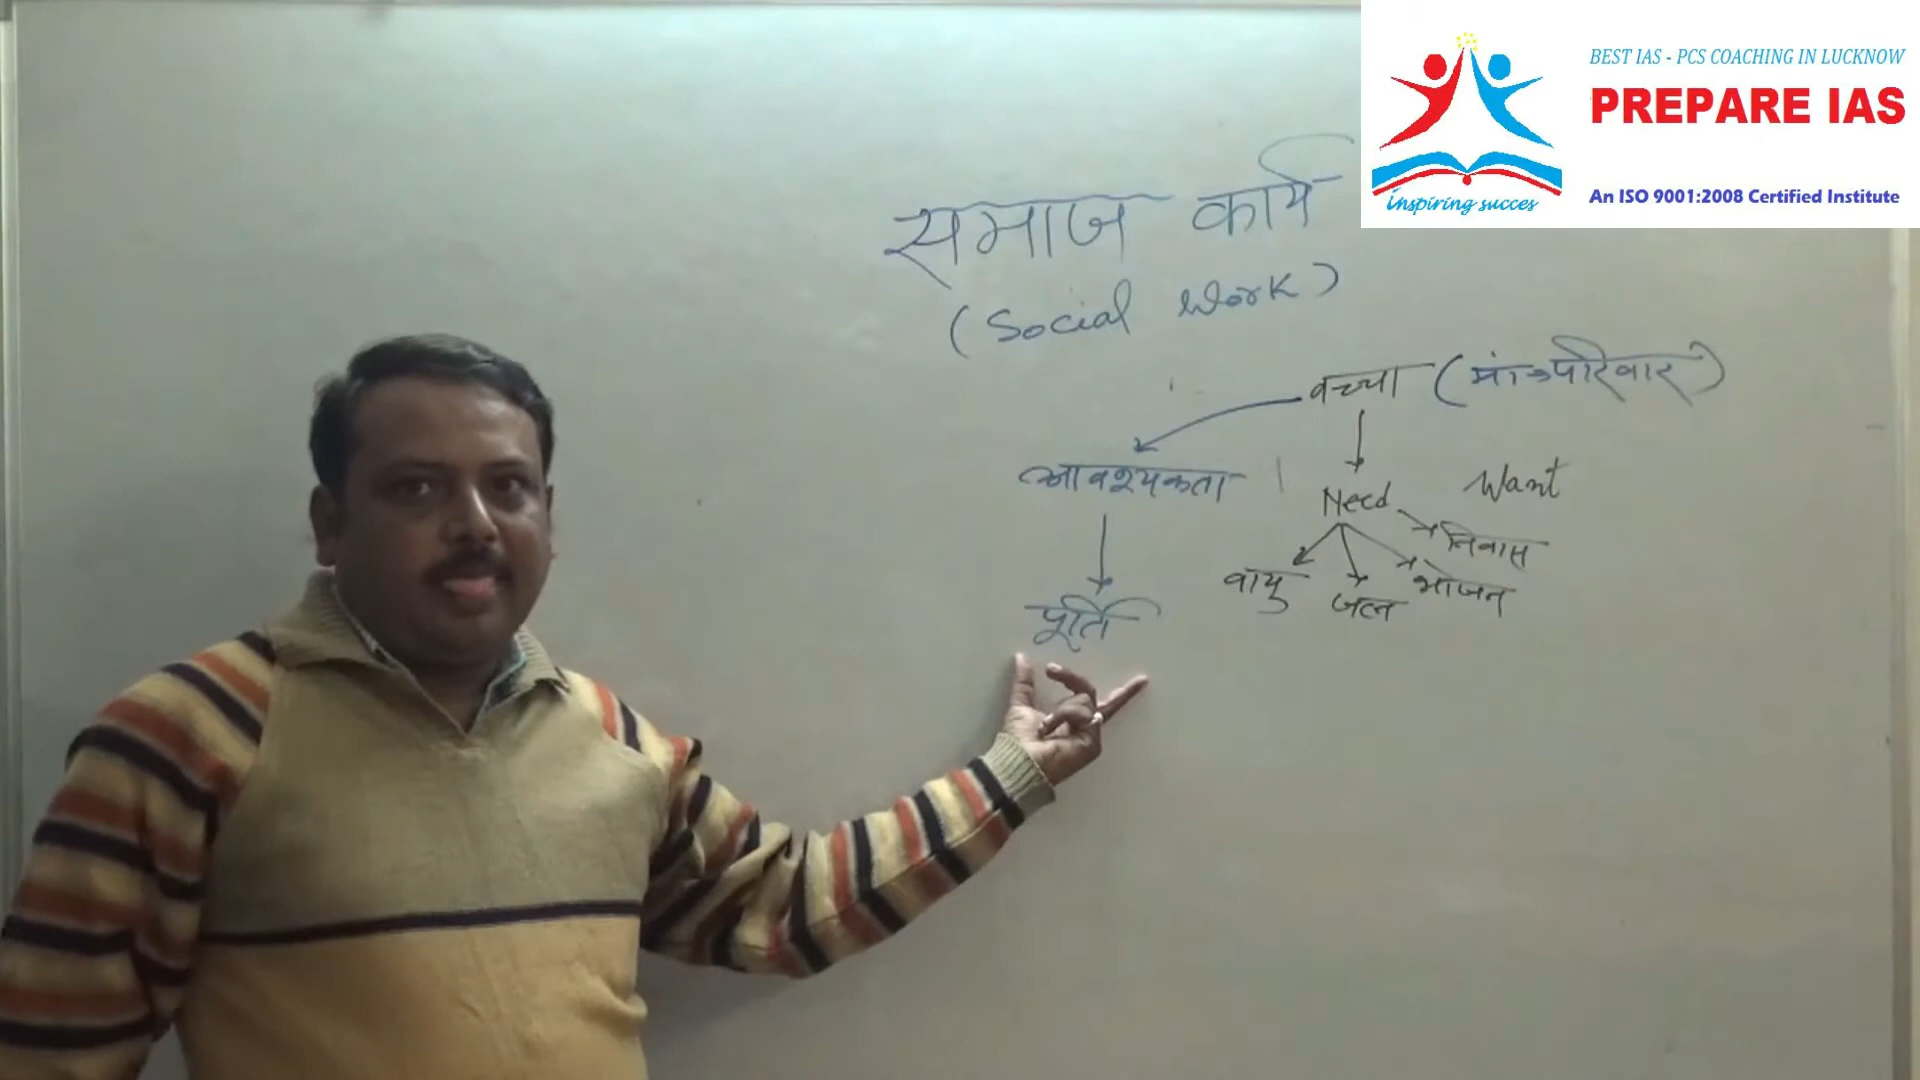 BEST IAS - PCS COACHING IN LUCKNOW
PREPARE IAS
An ISO 9001:2008 Certified Institute
inspiring succes
समाज कार्य
(Social Work)
बच्चा (मां→परिवार)
आवश्यकता
Need
Want
निवास
वायु
जल
भोजन
पूर्ति